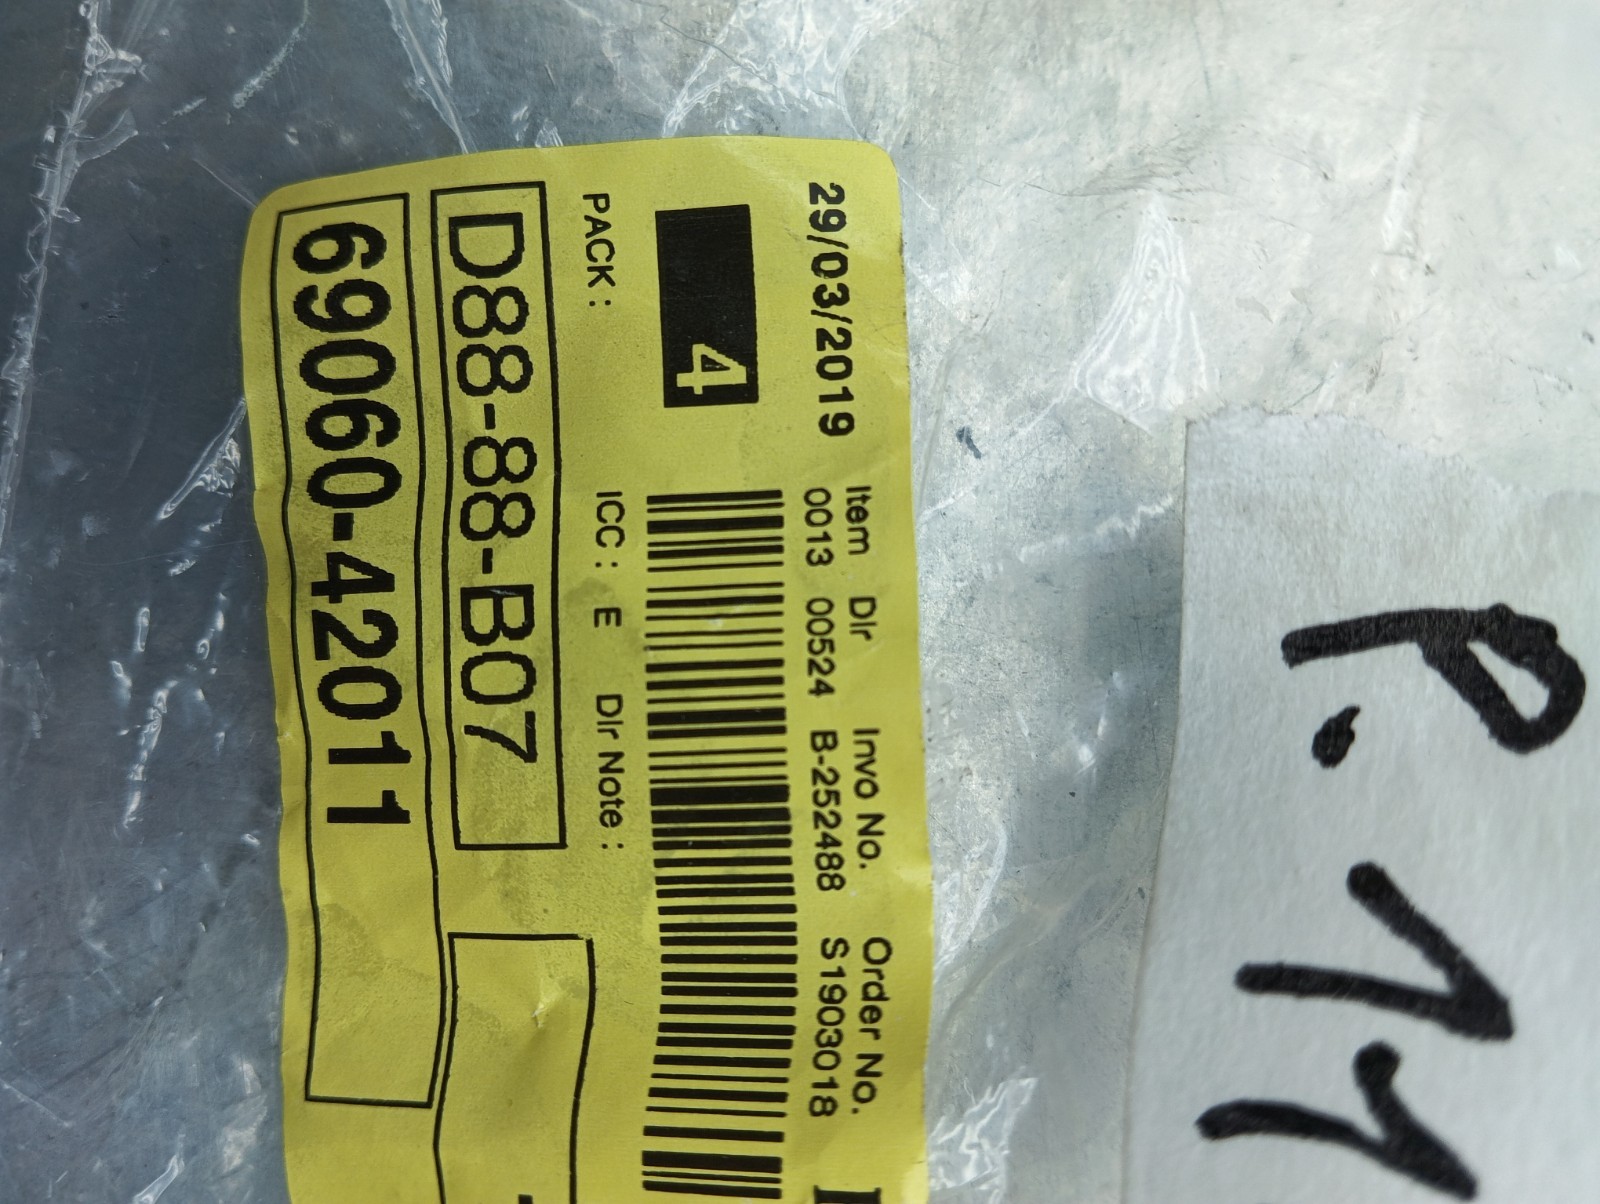 29/03/2019
Item Dlr Invo No. Order No.
0013 00524 B-252488 S1903018
4
PACK: ICC: E Dlr Note:
D88-88-B07
69060-42011
P. 11